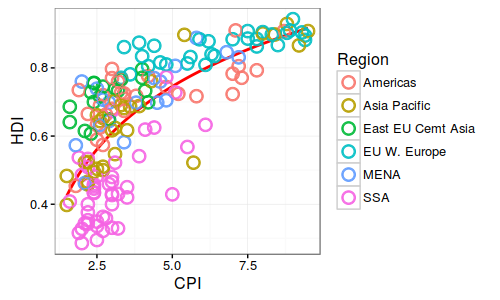 HDI
0.8
0.6
0.4
2.5 5.0 7.5
CPI
Region
Americas
Asia Pacific
East EU Cemt Asia
EU W. Europe
MENA
SSA